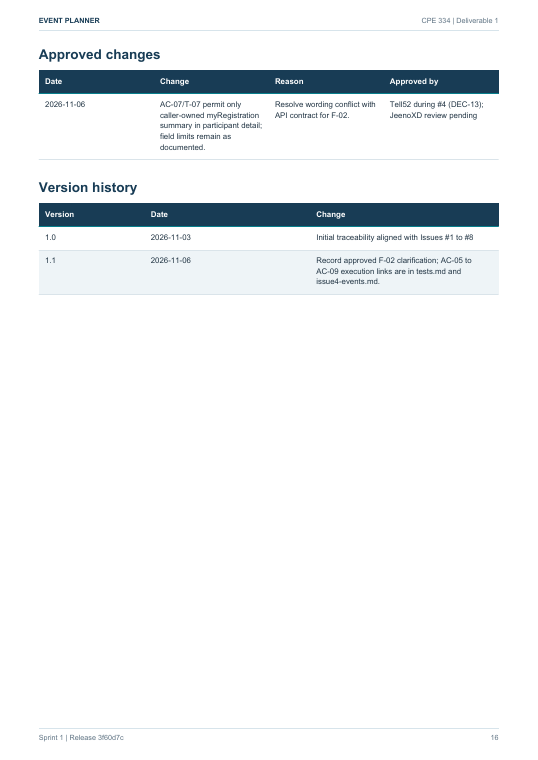 EVENT PLANNER
CPE 334 | Deliverable 1
Approved changes
Date Change Reason Approved by
2026-11-06
AC-07/T-07 permit only
caller-owned myRegistration
summary in participant detail;
field limits remain as
documented.
Resolve wording conflict with
API contract for F-02.
Tell52 during #4 (DEC-13);
JeenoXD review pending
Version history
Version Date Change
1.0 2026-11-03 Initial traceability aligned with Issues #1 to #8
1.1 2026-11-06 Record approved F-02 clarification; AC-05 to
AC-09 execution links are in tests.md and
issue4-events.md.
Sprint 1 | Release 3f60d7c
16